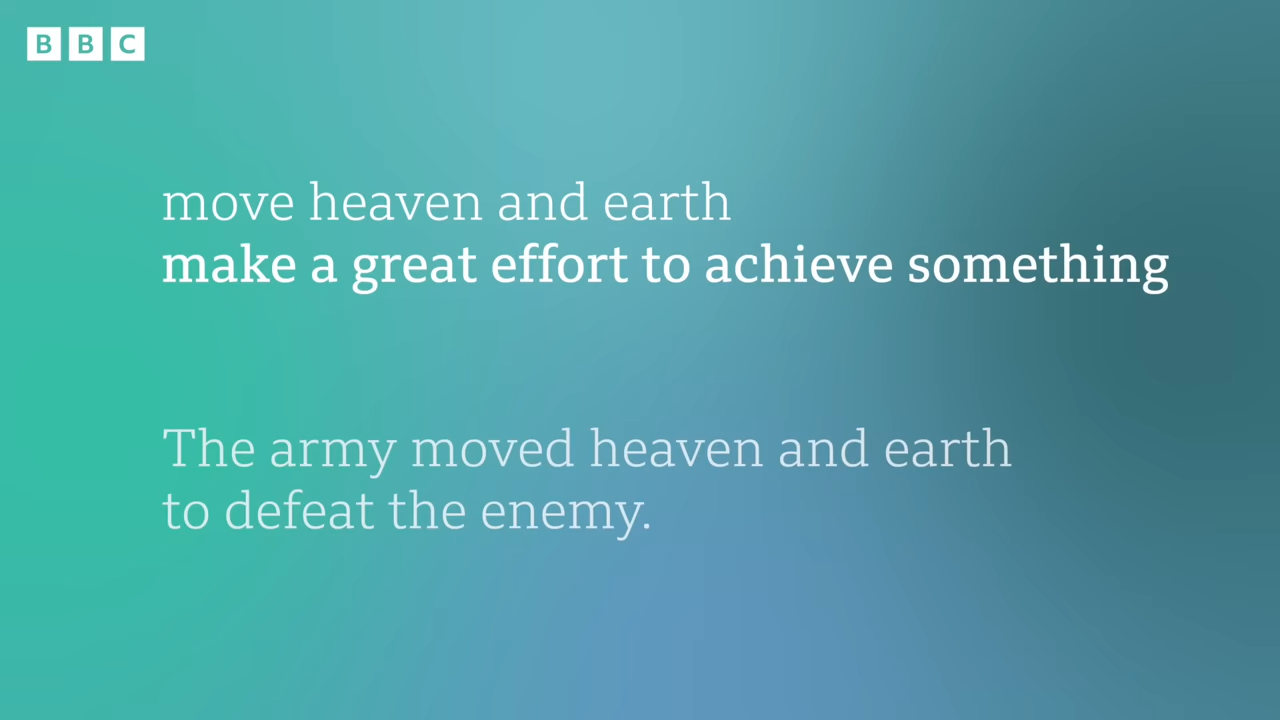 BBC
move heaven and earth
make a great effort to achieve something
The army moved heaven and earth
to defeat the enemy.